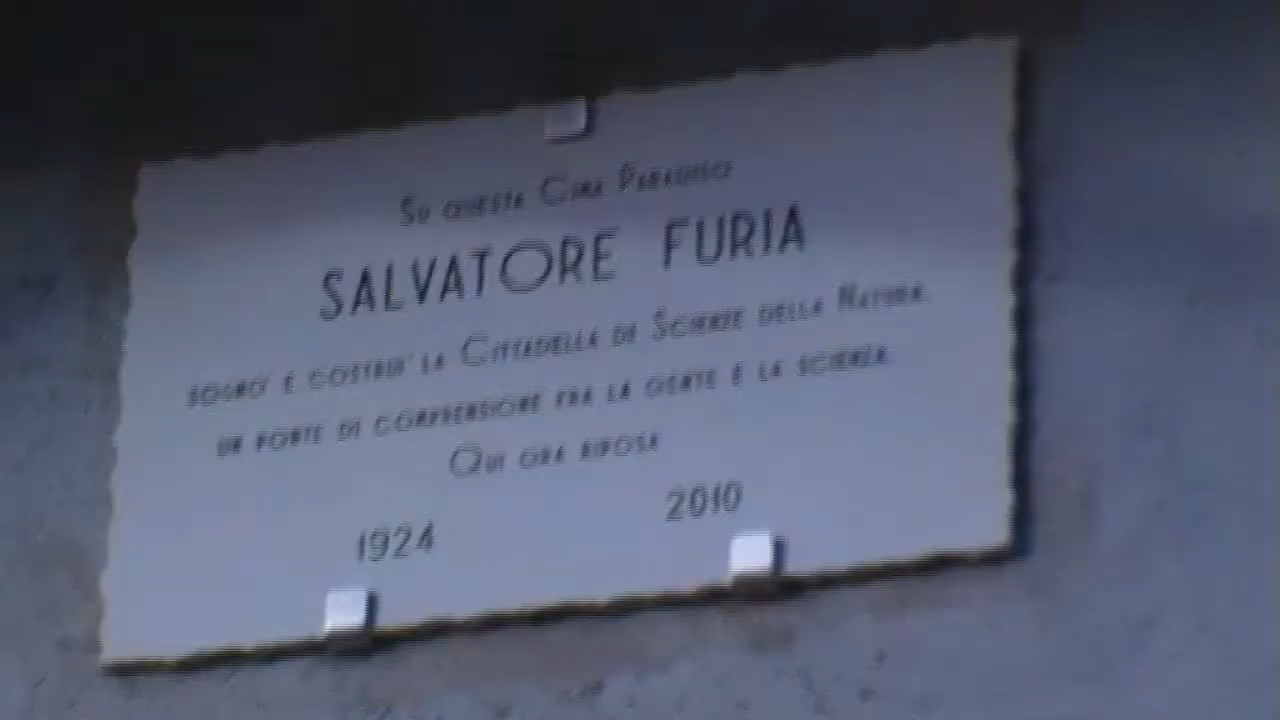 Su questa Cima Paradiso
SALVATORE FURIA
sognò e costruì la Cittadella di Scienze della Natura.
un ponte di comprensione fra la gente e la scienza.
Qui ora riposa
1924 2010